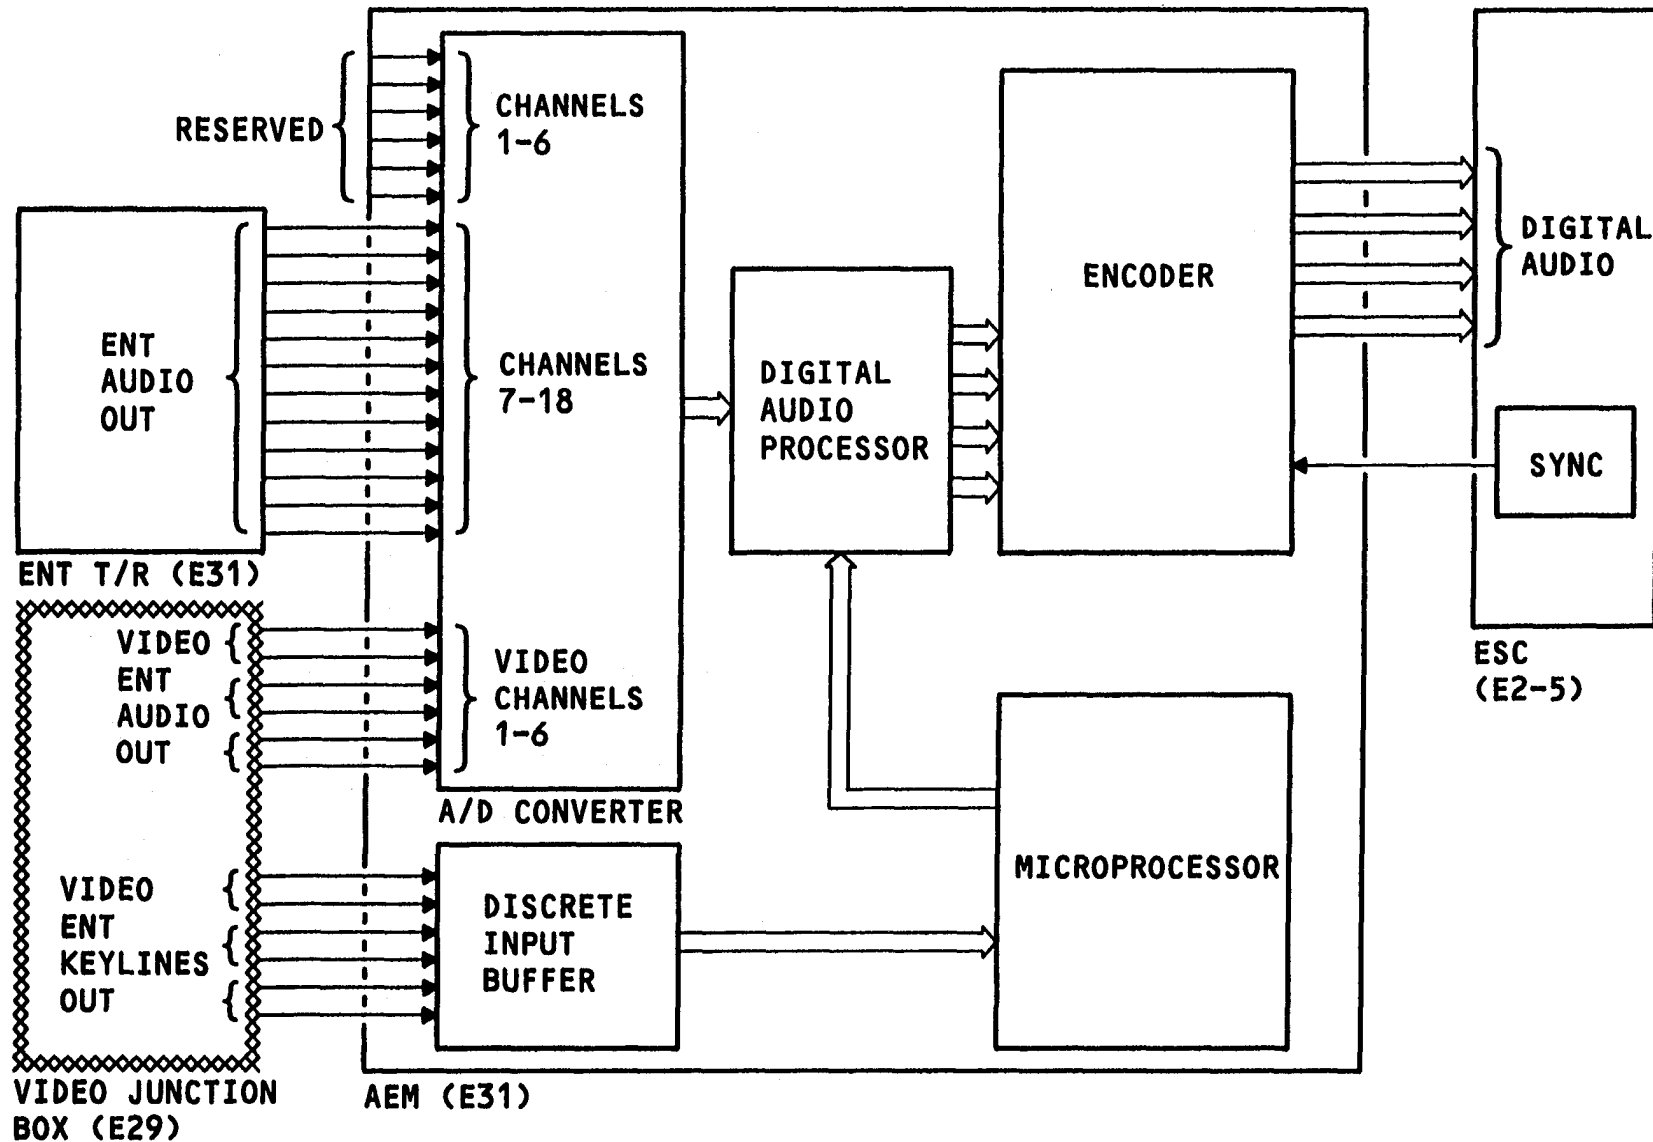 RESERVED
CHANNELS
1-6
ENT
AUDIO
OUT
ENT T/R (E31)
CHANNELS
7-18
VIDEO
ENT
AUDIO
OUT
VIDEO
CHANNELS
1-6
A/D CONVERTER
VIDEO
ENT
KEYLINES
OUT
VIDEO JUNCTION
BOX (E29)
DISCRETE
INPUT
BUFFER
AEM (E31)
DIGITAL
AUDIO
PROCESSOR
ENCODER
MICROPROCESSOR
DIGITAL
AUDIO
SYNC
ESC
(E2-5)